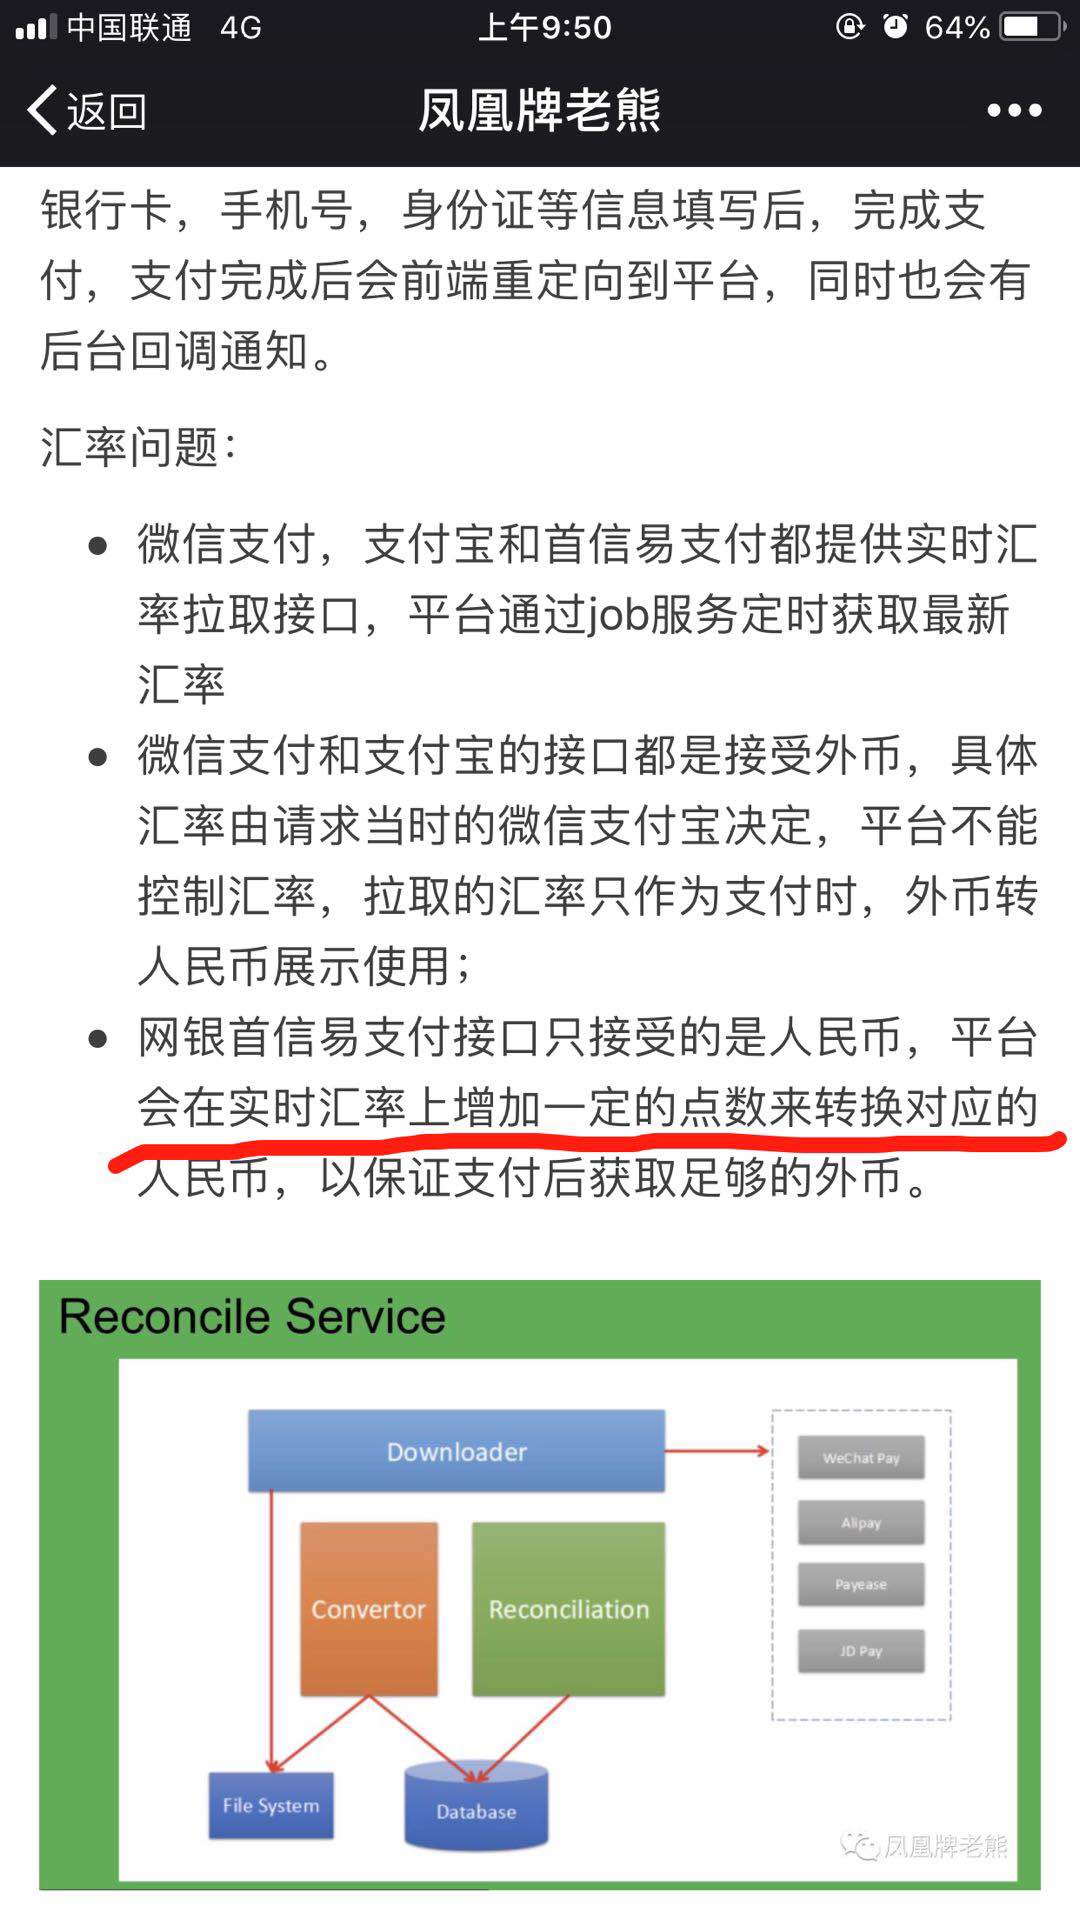 中国联通 4G 上午9:50 64%
返回 凤凰牌老熊
银行卡，手机号，身份证等信息填写后，完成支
付，支付完成后会前端重定向到平台，同时也会有
后台回调通知。
汇率问题：
微信支付，支付宝和首信易支付都提供实时汇
率拉取接口，平台通过job服务定时获取最新
汇率
微信支付和支付宝的接口都是接受外币，具体
汇率由请求当时的微信支付宝决定，平台不能
控制汇率，拉取的汇率只作为支付时，外币转
人民币展示使用；
网银首信易支付接口只接受的是人民币，平台
会在实时汇率上增加一定的点数来转换对应的
人民币，以保证支付后获取足够的外币。
Reconcile Service
Downloader
WeChat Pay
Alipay
Payease
JD Pay
Convertor
Reconciliation
File System
Database
凤凰牌老熊